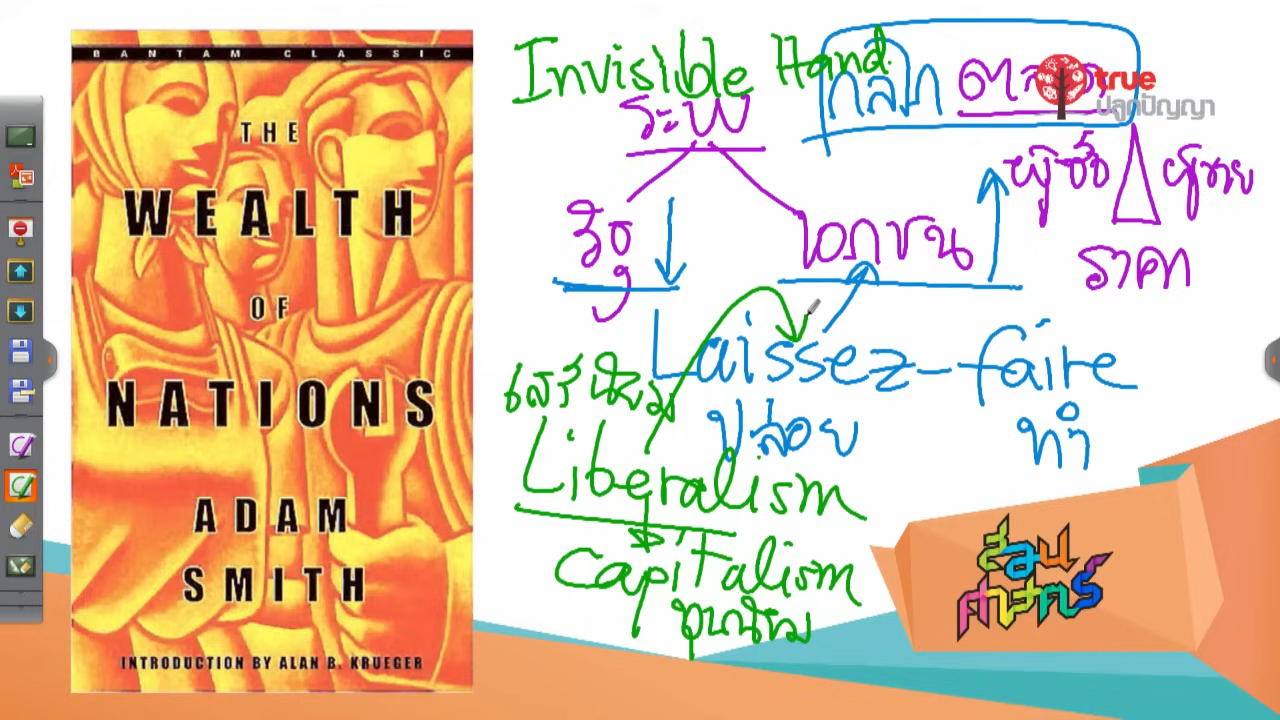 BANTAM CLASSIC
THE
WEALTH
OF
NATIONS
ADAM
SMITH
INTRODUCTION BY ALAN B. KRUEGER
Invisible Hand
กลไก
true
ปลูกปัญญา
ระบบ
ผู้ซื้อ ผู้ขาย
ราคา
รัฐ เอกชน
Laissez-faire
ปล่อย ทำ
เสรีนิยม
Liberalism
Capitalism
ทุนนิยม
สอน
ศาสตร์